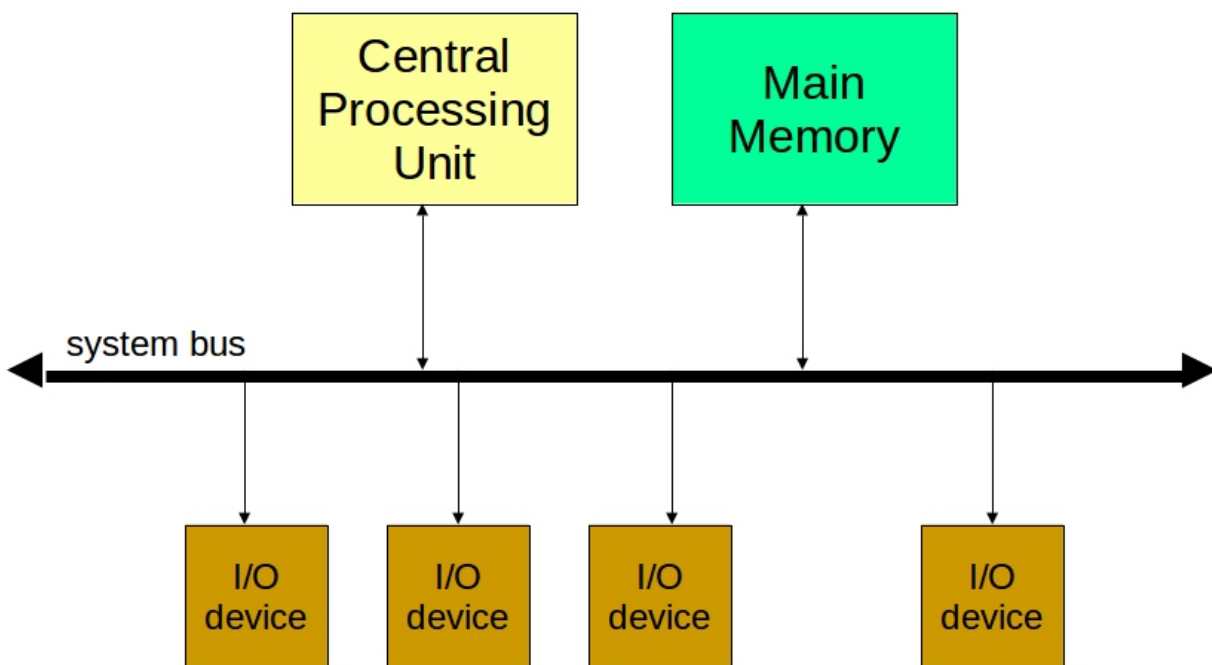 Central
Processing
Unit
Main
Memory
system bus
I/O
device
I/O
device
I/O
device
I/O
device